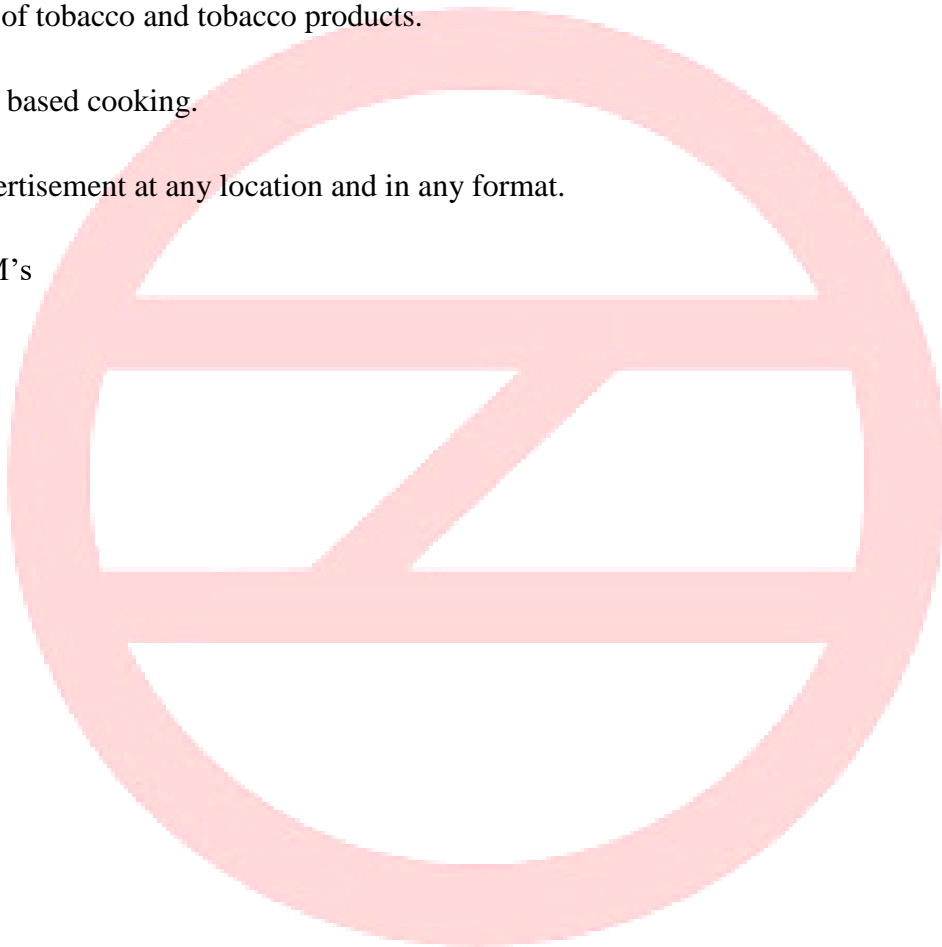 of tobacco and tobacco products.
based cooking.
ertisement at any location and in any format.
M’s